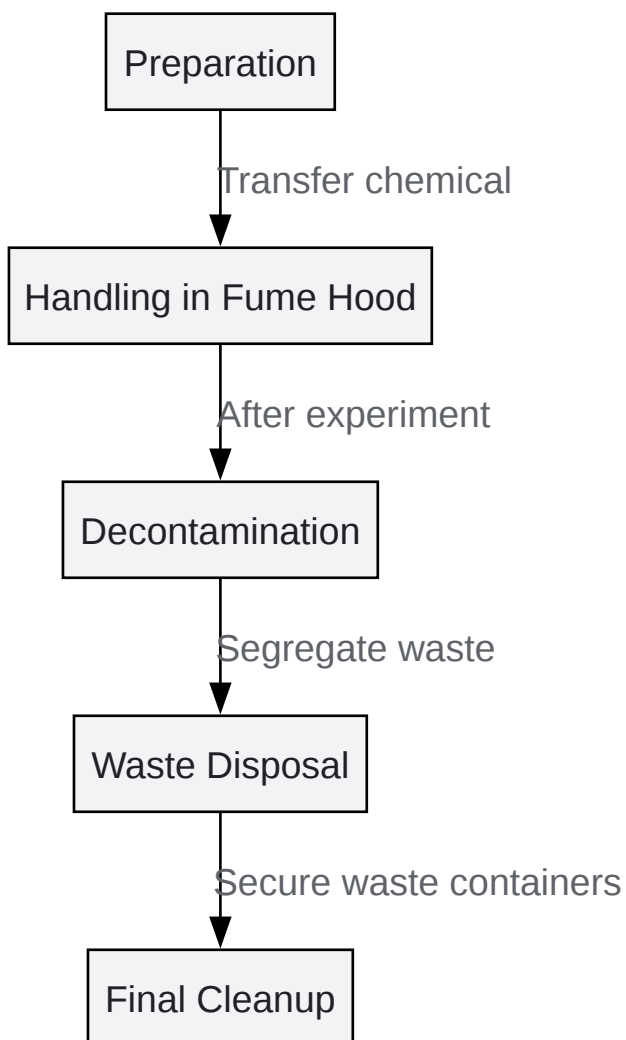 Preparation
Transfer chemical
Handling in Fume Hood
After experiment
Decontamination
Segregate waste
Waste Disposal
Secure waste containers
Final Cleanup